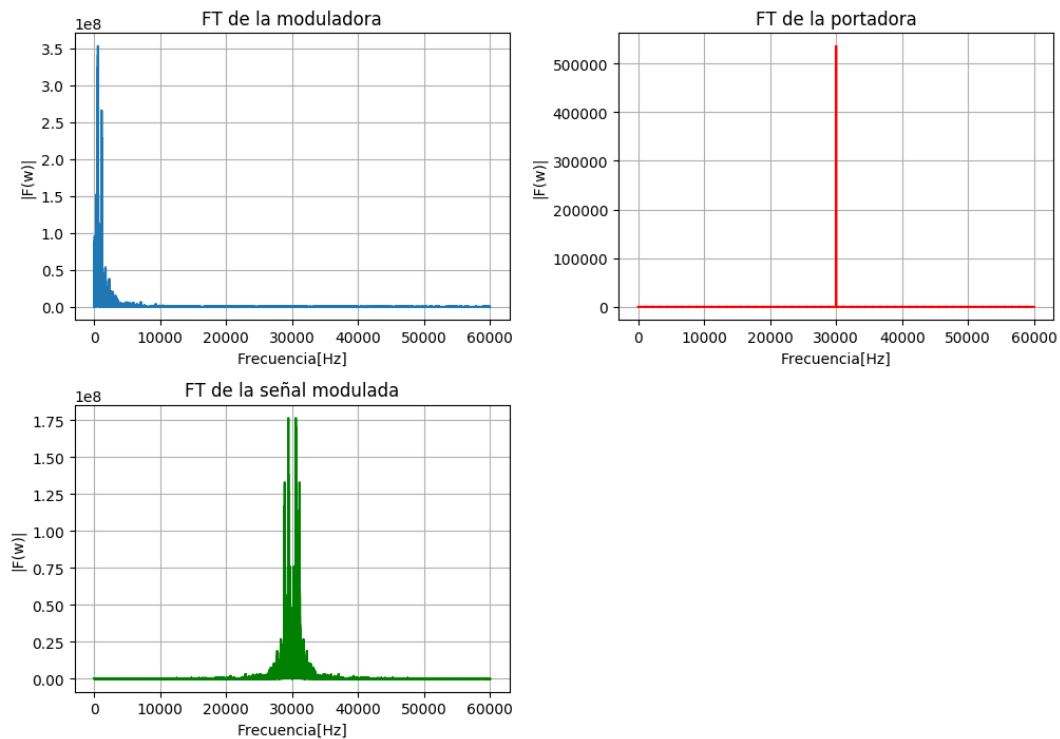 FT de la moduladora
1e8
3.5
3.0
2.5
2.0
1.5
1.0
0.5
0.0
|F(w)|
0 10000 20000 30000 40000 50000 60000
Frecuencia[Hz]
FT de la portadora
500000
400000
300000
200000
100000
0
|F(w)|
0 10000 20000 30000 40000 50000 60000
Frecuencia[Hz]
FT de la señal modulada
1e8
1.75
1.50
1.25
1.00
0.75
0.50
0.25
0.00
|F(w)|
0 10000 20000 30000 40000 50000 60000
Frecuencia[Hz]